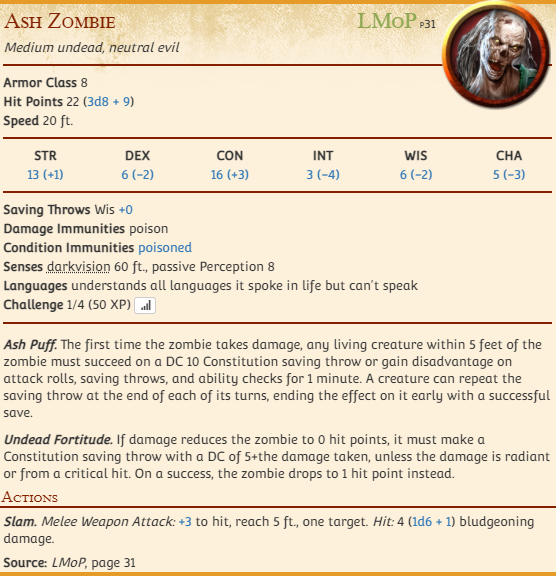 Ash Zombie LMoP p31
Medium undead, neutral evil
Armor Class 8
Hit Points 22 (3d8 + 9)
Speed 20 ft.
STR DEX CON INT WIS CHA
13 (+1) 6 (−2) 16 (+3) 3 (−4) 6 (−2) 5 (−3)
Saving Throws Wis +0
Damage Immunities poison
Condition Immunities poisoned
Senses darkvision 60 ft., passive Perception 8
Languages understands all languages it spoke in life but can't speak
Challenge 1/4 (50 XP)
Ash Puff. The first time the zombie takes damage, any living creature within 5 feet of the
zombie must succeed on a DC 10 Constitution saving throw or gain disadvantage on
attack rolls, saving throws, and ability checks for 1 minute. A creature can repeat the
saving throw at the end of each of its turns, ending the effect on it early with a successful
save.
Undead Fortitude. If damage reduces the zombie to 0 hit points, it must make a
Constitution saving throw with a DC of 5+the damage taken, unless the damage is radiant
or from a critical hit. On a success, the zombie drops to 1 hit point instead.
Actions
Slam. Melee Weapon Attack: +3 to hit, reach 5 ft., one target. Hit: 4 (1d6 + 1) bludgeoning
damage.
Source: LMoP, page 31